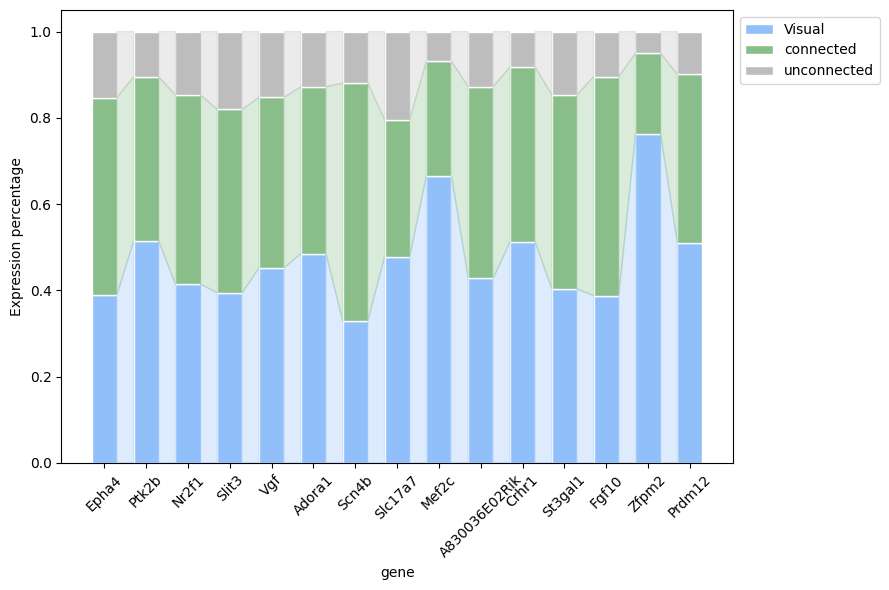 Visual
connected
unconnected
Expression percentage
1.0
0.8
0.6
0.4
0.2
0.0
Epha4
Ptk2b
Nr2f1
Slit3
Vgf
Adora1
Scn4b
Slc17a7
Mef2c
A830036E02Rik
Crhr1
St3gal1
Fgf10
Zfpm2
Prdm12
gene